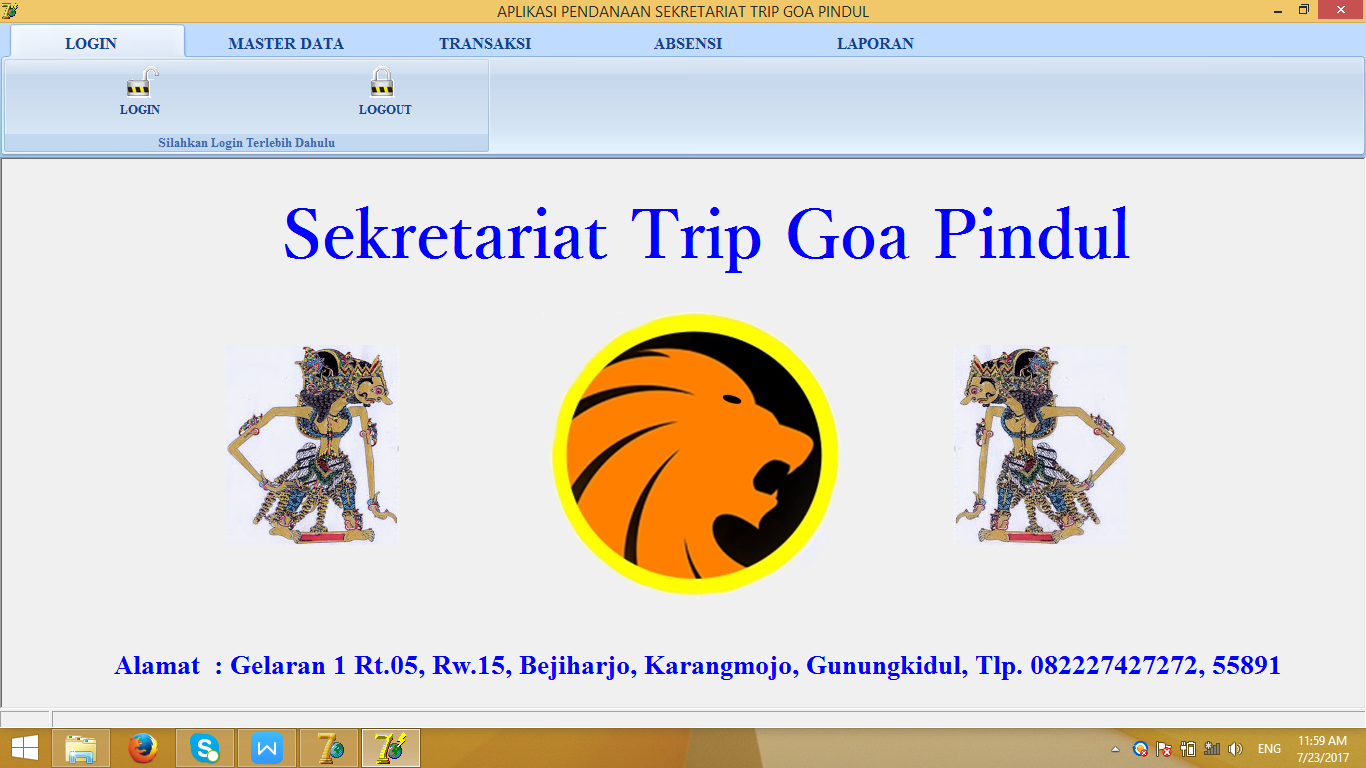 APLIKASI PENDANAAN SEKRETARIAT TRIP GOA PINDUL
LOGIN MASTER DATA TRANSAKSI ABSENSI LAPORAN
LOGIN LOGOUT
Silahkan Login Terlebih Dahulu
Sekretariat Trip Goa Pindul
Alamat : Gelaran 1 Rt.05, Rw.15, Bejiharjo, Karangmojo, Gunungkidul, Tlp. 082227427272, 55891
ENG
11:59 AM
7/23/2017